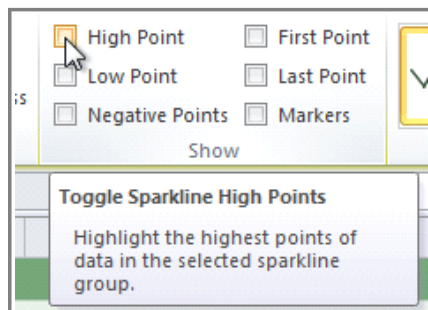 High Point
First Point
Low Point
Last Point
Negative Points
Markers
Show
Toggle Sparkline High Points
Highlight the highest points of
data in the selected sparkline
group.